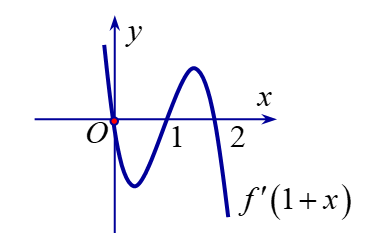 y
x
O 1 2
f′(1+x)